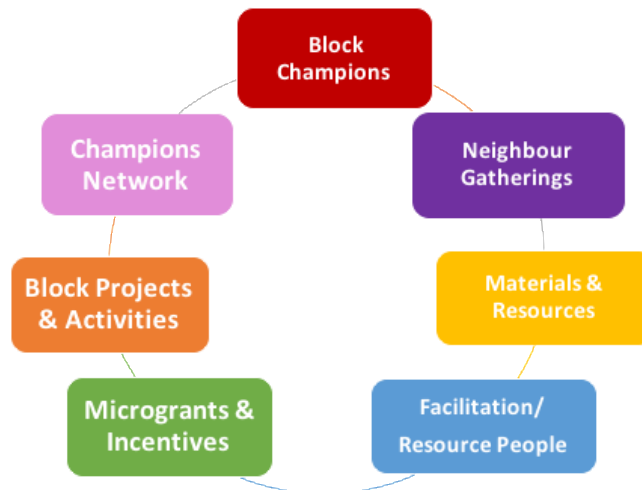 Block
Champions
Neighbour
Gatherings
Materials &
Resources
Facilitation/
Resource People
Microgrants &
Incentives
Block Projects
& Activities
Champions
Network